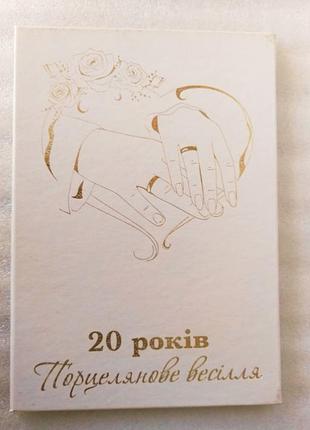 20 років
Порцелянове весілля